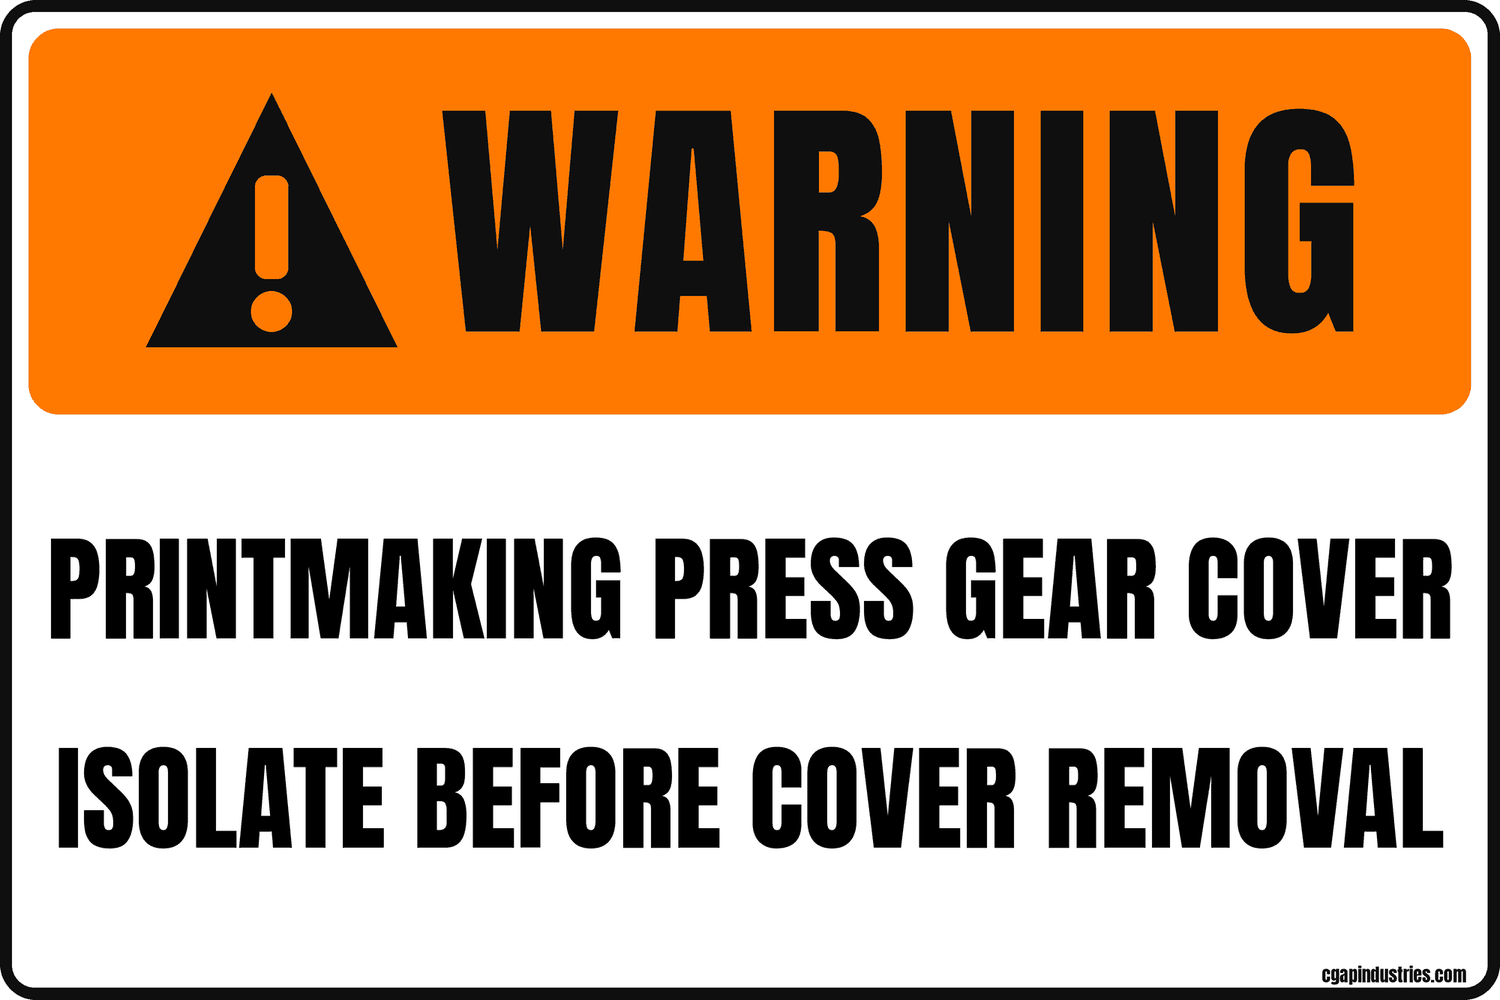 WARNING
PRINTMAKING PRESS GEAR COVER
ISOLATE BEFORE COVER REMOVAL
cgapindustries.com